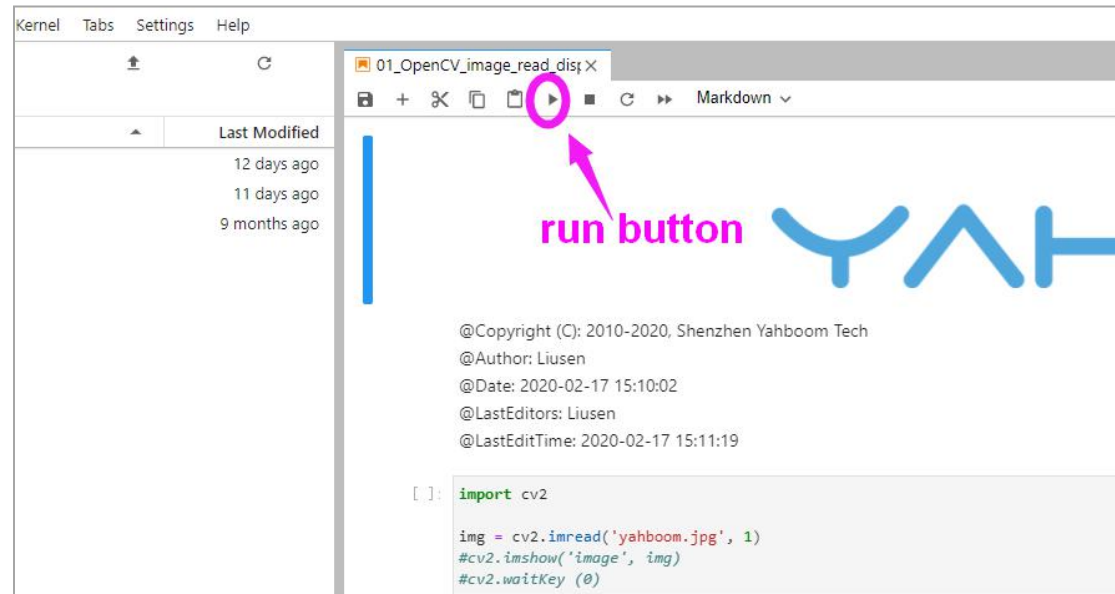 Kernel Tabs Settings Help
01_OpenCV_image_read_disp
Markdown
Last Modified
12 days ago
11 days ago
9 months ago
run button
YAH
@Copyright (C): 2010-2020, Shenzhen Yahboom Tech
@Author: Liusen
@Date: 2020-02-17 15:10:02
@LastEditors: Liusen
@LastEditTime: 2020-02-17 15:11:19
[ ]: import cv2
img = cv2.imread('yahboom.jpg', 1)
#cv2.imshow('image', img)
#cv2.waitKey (0)